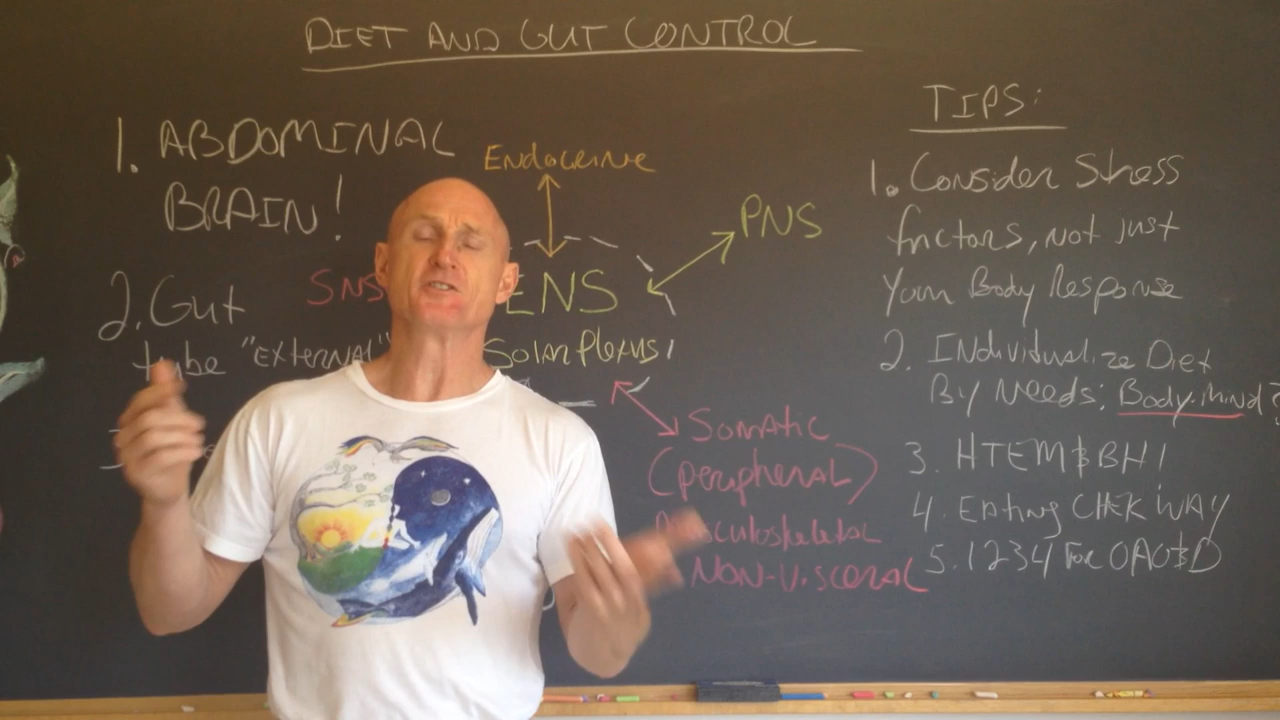 DIET AND GUT CONTROL
1. ABDOMINAL
BRAIN!
2. Gut
tube "EXTERNAL"
Endocrine
PNS
SNS
ENS
Solar Plexus
Somatic
(peripheral)
NON-Visceral
TIPS:
1. Consider Stress
factors, Not just
Your Body Response
2. INdividualize Diet
By Needs; Body.Mind
3. HTEM & BH!
4. Eating CHEK WAY
5. 1234 For OAO & D